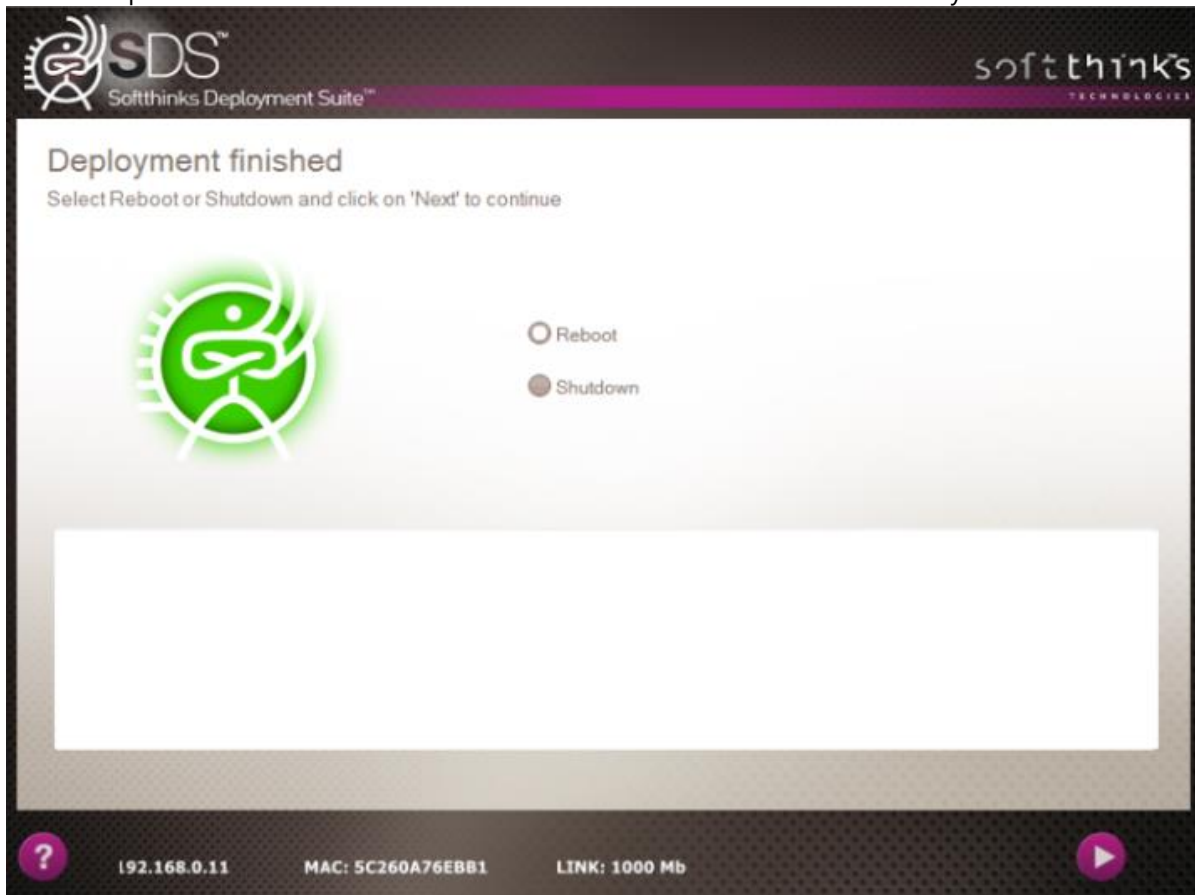 SDS™
Softthinks Deployment Suite™
softthinks
TECHNOLOGIES
Deployment finished
Select Reboot or Shutdown and click on 'Next' to continue
Reboot
Shutdown
?
192.168.0.11 MAC: 5C260A76EBB1 LINK: 1000 Mb